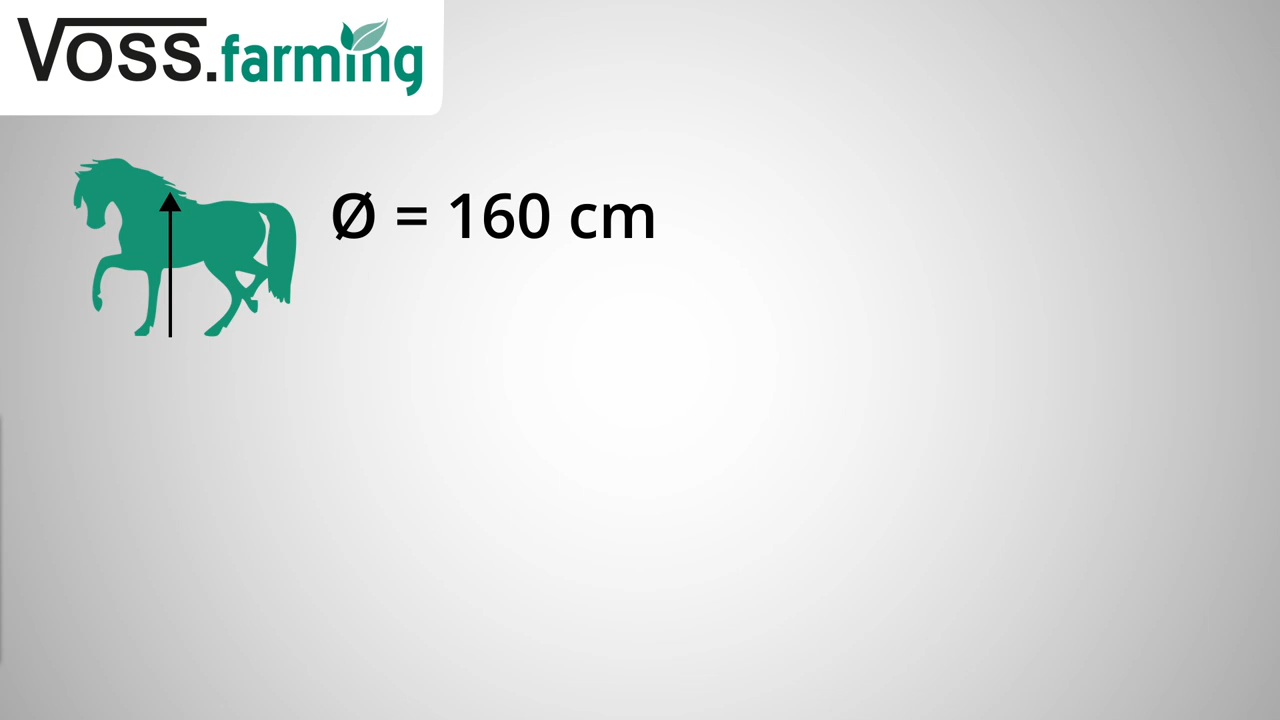 VOSS.farming
Ø = 160 cm